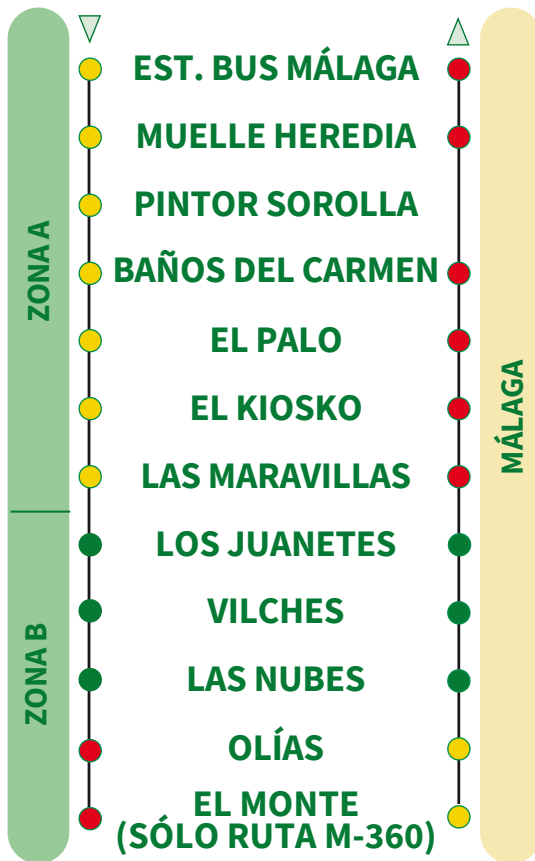 EST. BUS MÁLAGA
MUELLE HEREDIA
PINTOR SOROLLA
BAÑOS DEL CARMEN
EL PALO
EL KIOSKO
LAS MARAVILLAS
LOS JUANETES
VILCHES
LAS NUBES
OLÍAS
EL MONTE
(SÓLO RUTA M-360)
ZONA A
ZONA B
MÁLAGA